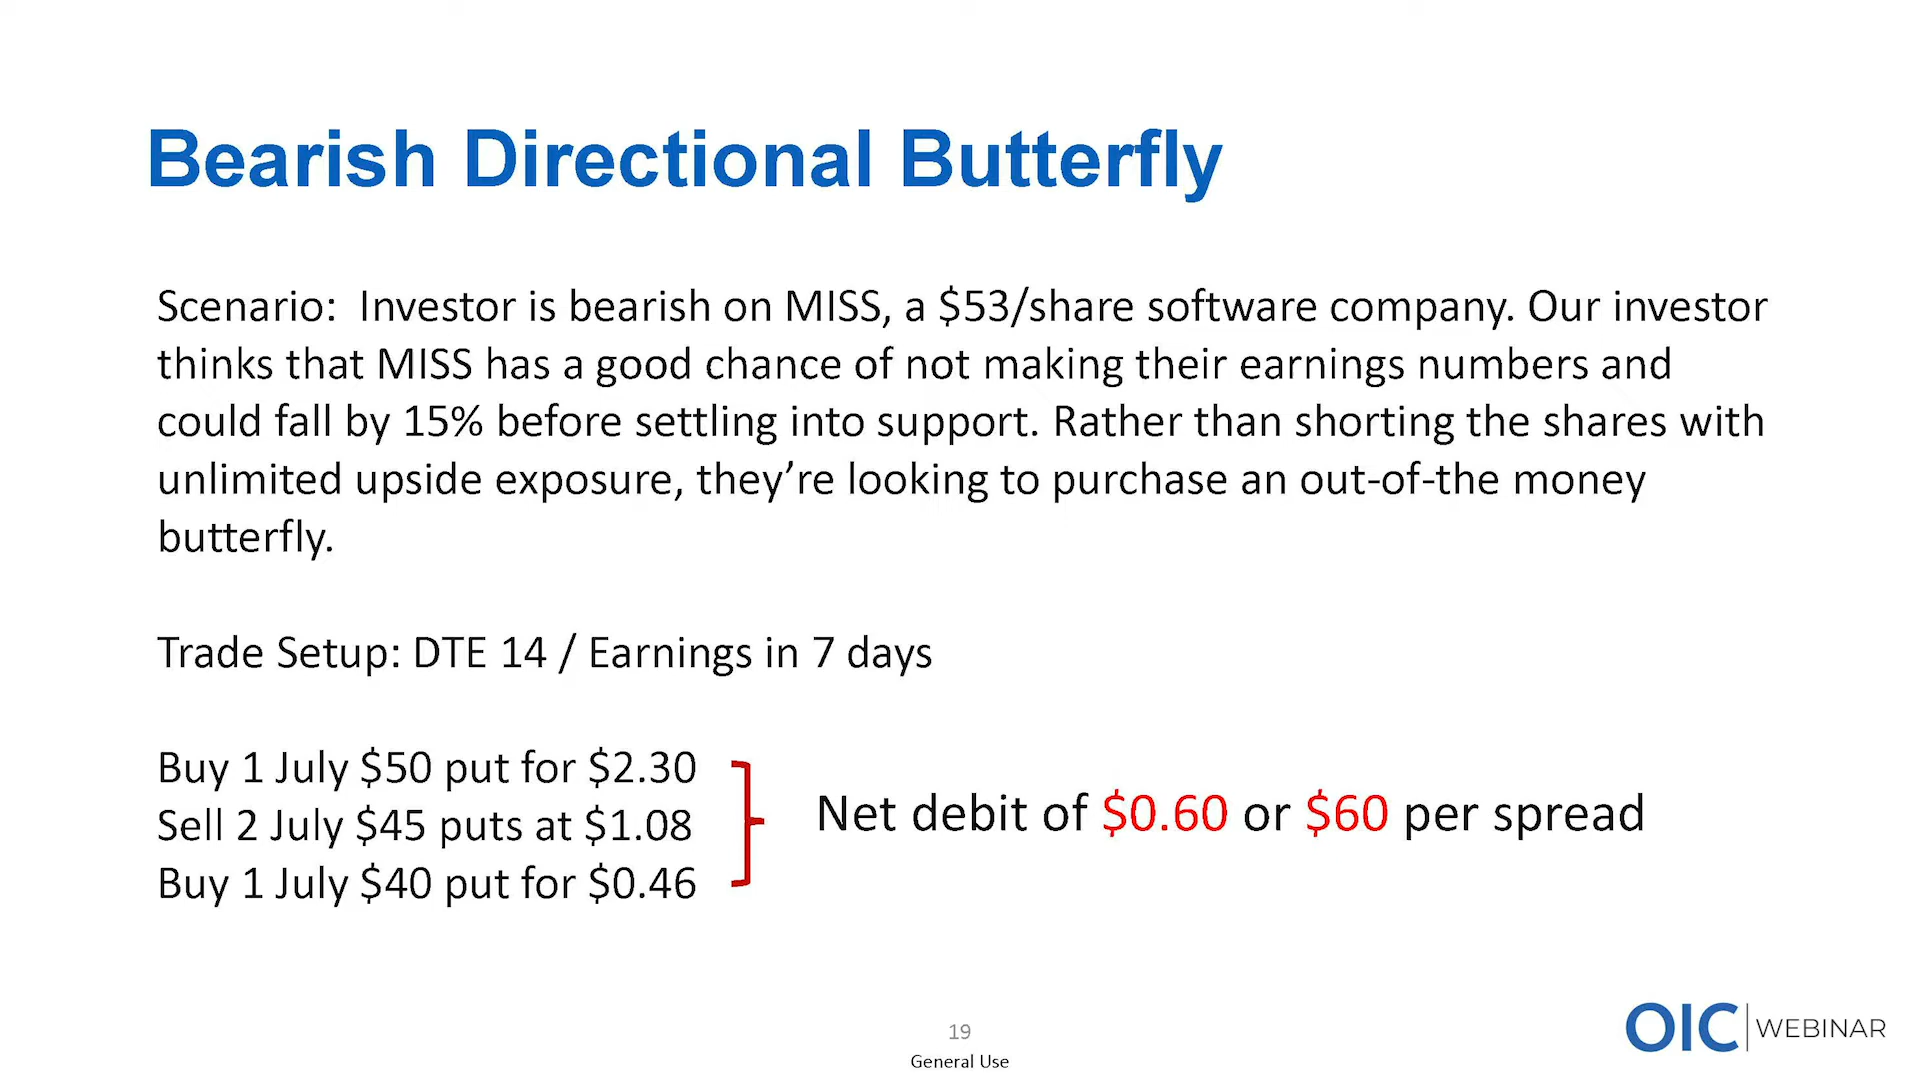 Bearish Directional Butterfly
Scenario:  Investor is bearish on MISS, a $53/share software company. Our investor
thinks that MISS has a good chance of not making their earnings numbers and
could fall by 15% before settling into support. Rather than shorting the shares with
unlimited upside exposure, they’re looking to purchase an out-of-the money
butterfly.
Trade Setup: DTE 14 / Earnings in 7 days
Buy 1 July $50 put for $2.30
Sell 2 July $45 puts at $1.08
Buy 1 July $40 put for $0.46
Net debit of $0.60 or $60 per spread
19
General Use
OIC WEBINAR